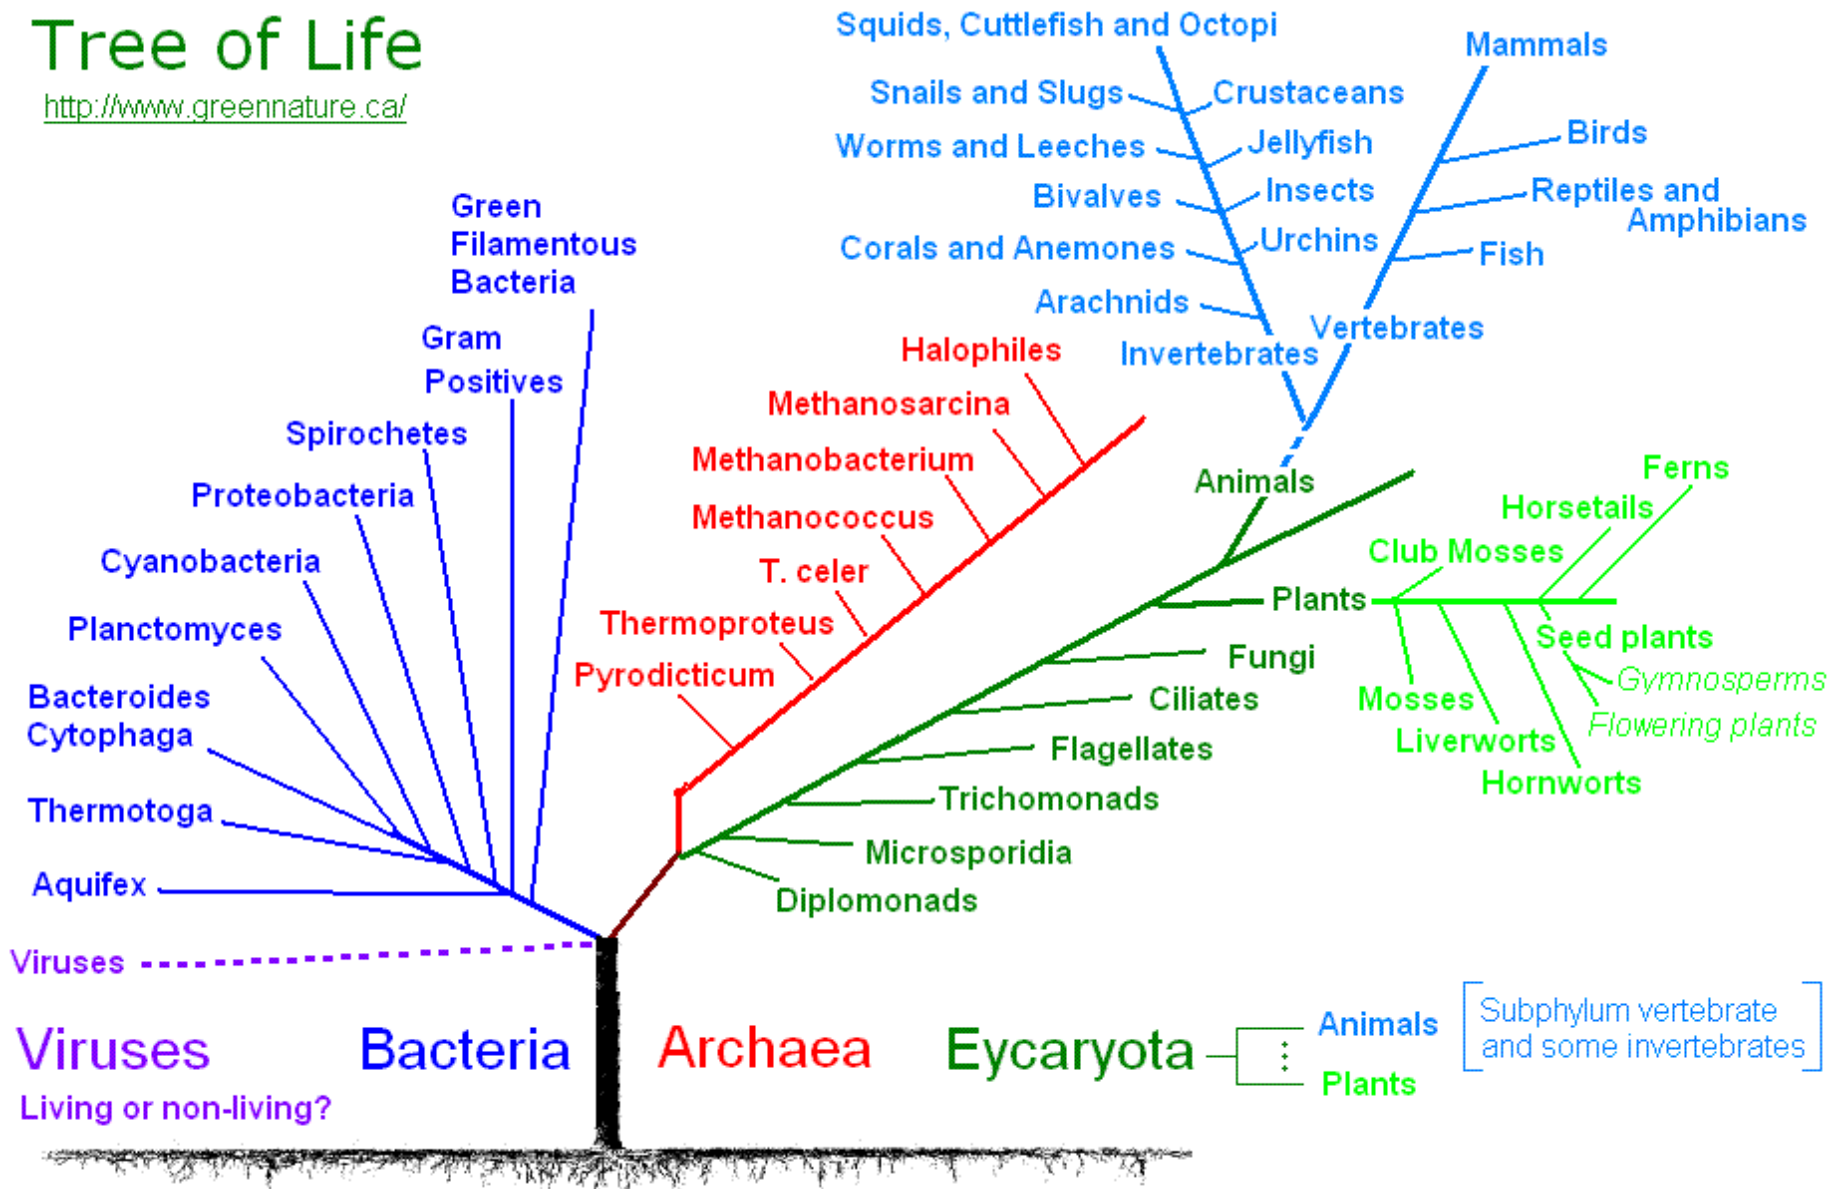 Tree of Life
http://www.greennature.ca/
Squids, Cuttlefish and Octopi
Mammals
Snails and Slugs
Crustaceans
Birds
Worms and Leeches
Jellyfish
Bivalves
Insects
Reptiles and
Amphibians
Corals and Anemones
Urchins
Fish
Arachnids
Vertebrates
Invertebrates
Green
Filamentous
Bacteria
Gram
Positives
Spirochetes
Proteobacteria
Cyanobacteria
Planctomyces
Bacteroides
Cytophaga
Thermotoga
Aquifex
Viruses
Halophiles
Methanosarcina
Methanobacterium
Methanococcus
T. celer
Thermoproteus
Pyrodicticum
Animals
Plants
Fungi
Ciliates
Flagellates
Trichomonads
Microsporidia
Diplomonads
Ferns
Horsetails
Club Mosses
Seed plants
Gymnosperms
Flowering plants
Mosses
Liverworts
Hornworts
Viruses
Living or non-living?
Bacteria
Archaea
Eycaryota
Animals
Plants
Subphylum vertebrate
and some invertebrates